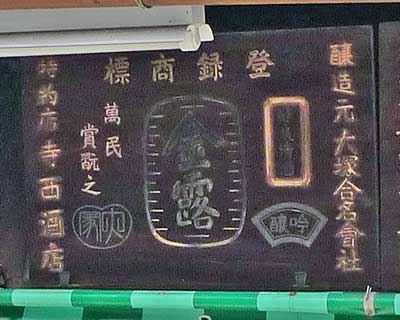 登録商標
醸造元大塚合名會社
吟醸
金露
萬民
賞翫之
特約店寺西酒店